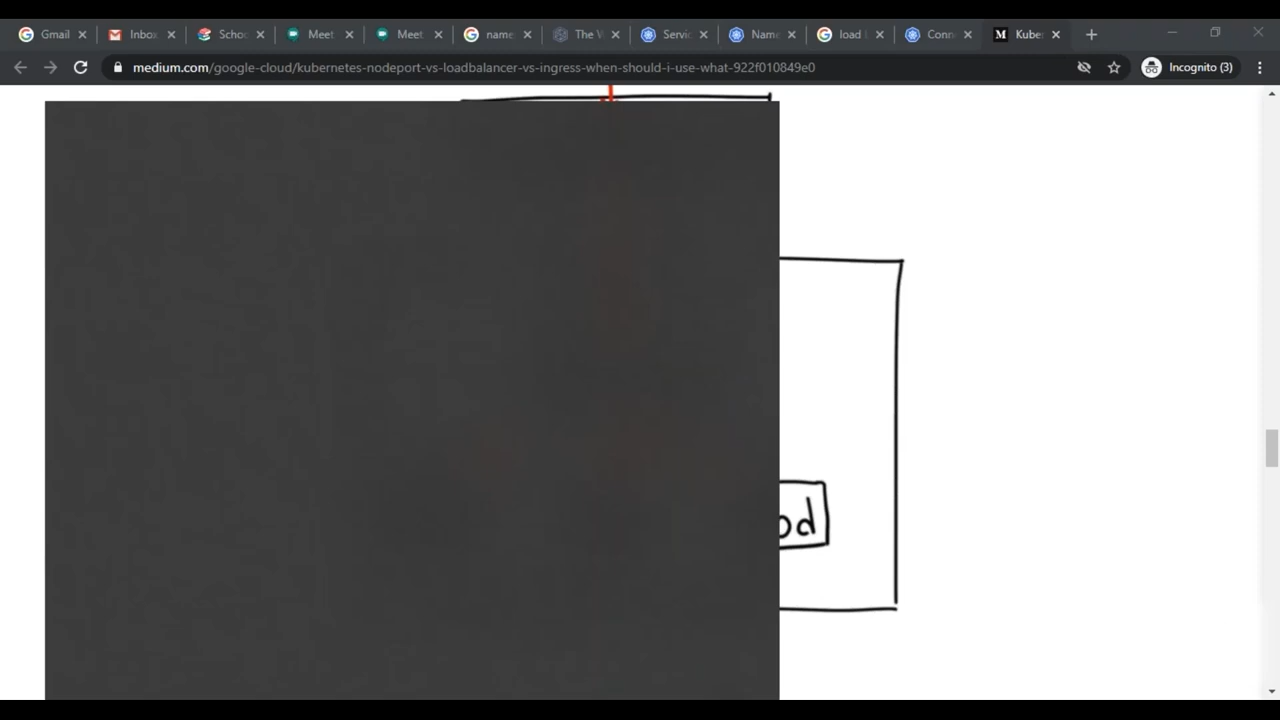 Gmail
Inbox
Schoo
Meet
Meet
name
The V
Servic
Name
load
Conn
M
Kuber
medium.com/google-cloud/kubernetes-nodeport-vs-loadbalancer-vs-ingress-when-should-i-use-what-922f010849e0
Incognito (3)
od